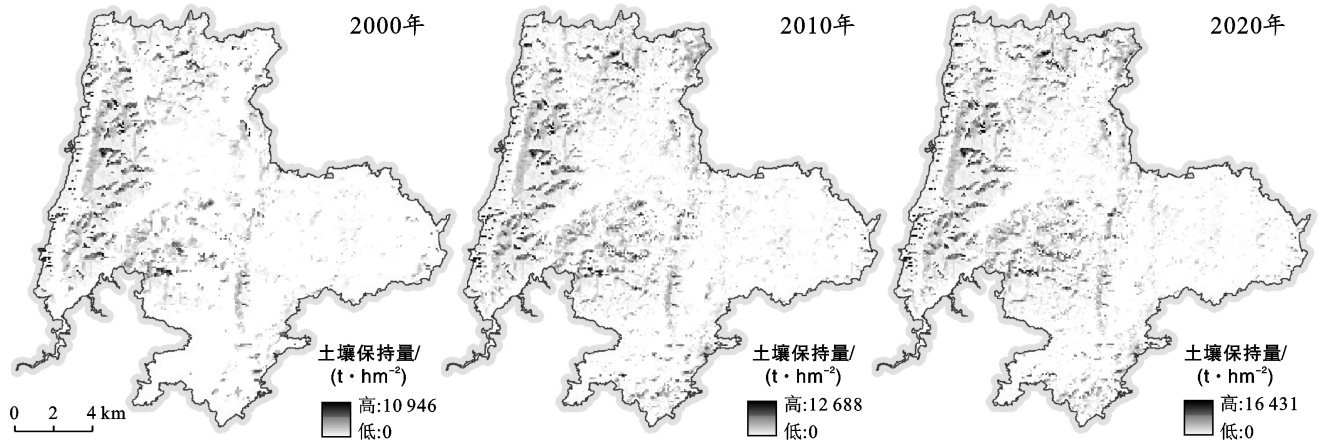 2000年
2010年
2020年
土壤保持量/
(t·hm⁻²)
高:10 946
低:0
土壤保持量/
(t·hm⁻²)
高:12 688
低:0
土壤保持量/
(t·hm⁻²)
高:16 431
低:0
0 2 4 km